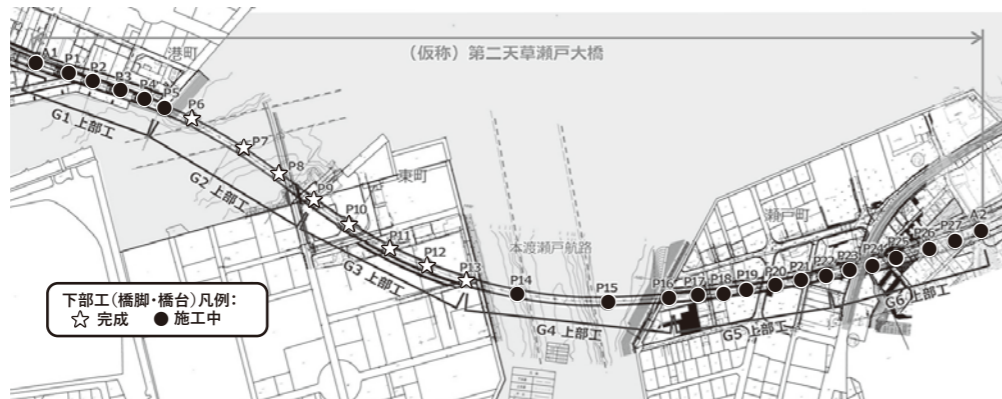 (仮称)第二天草瀬戸大橋
港町
A1
P1
P2
P3
P4
P5
P6
P7
P8
P9
P10
P11
P12
P13
P14
P15
P16
P17
P18
P19
P20
P21
P22
P23
P24
P25
P26
P27
A2
東町
瀬戸町
本渡瀬戸航路
G1 上部工
G2 上部工
G3 上部工
G4 上部工
G5 上部工
G6 上部工
下部工(橋脚・橋台)凡例:
☆ 完成 ● 施工中